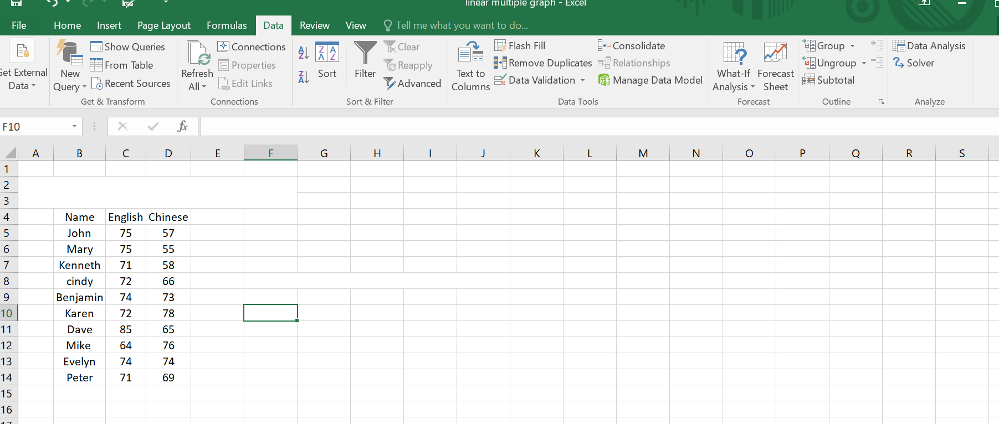 linear multiple graph - Excel
File Home Insert Page Layout Formulas Data Review View Tell me what you want to do...
Show Queries Connections Clear Flash Fill Consolidate Group Data Analysis
From Table Properties Reapply Remove Duplicates Relationships Ungroup Solver
Recent Sources Edit Links Advanced Data Validation Manage Data Model Subtotal
Get External Data New Query Refresh All Sort Filter Text to Columns What-If Analysis Forecast Sheet
Get & Transform Connections Sort & Filter Data Tools Forecast Outline Analyze
F10 fx
A B C D E F G H I J K L M N O P Q R S
1
2
3
4 Name English Chinese
5 John 75 57
6 Mary 75 55
7 Kenneth 71 58
8 cindy 72 66
9 Benjamin 74 73
10 Karen 72 78
11 Dave 85 65
12 Mike 64 76
13 Evelyn 74 74
14 Peter 71 69
15
16
17